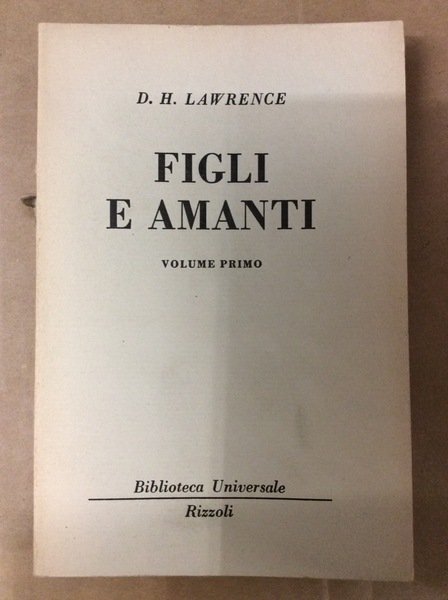 D. H. LAWRENCE
FIGLI
E AMANTI
VOLUME PRIMO
Biblioteca Universale
Rizzoli